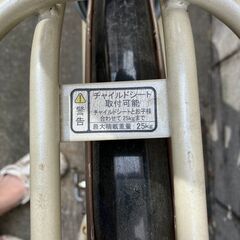 警告
チャイルドシート
取付可能
チャイルドシートとお子様
合わせて25kgまで
最大積載重量:25kg